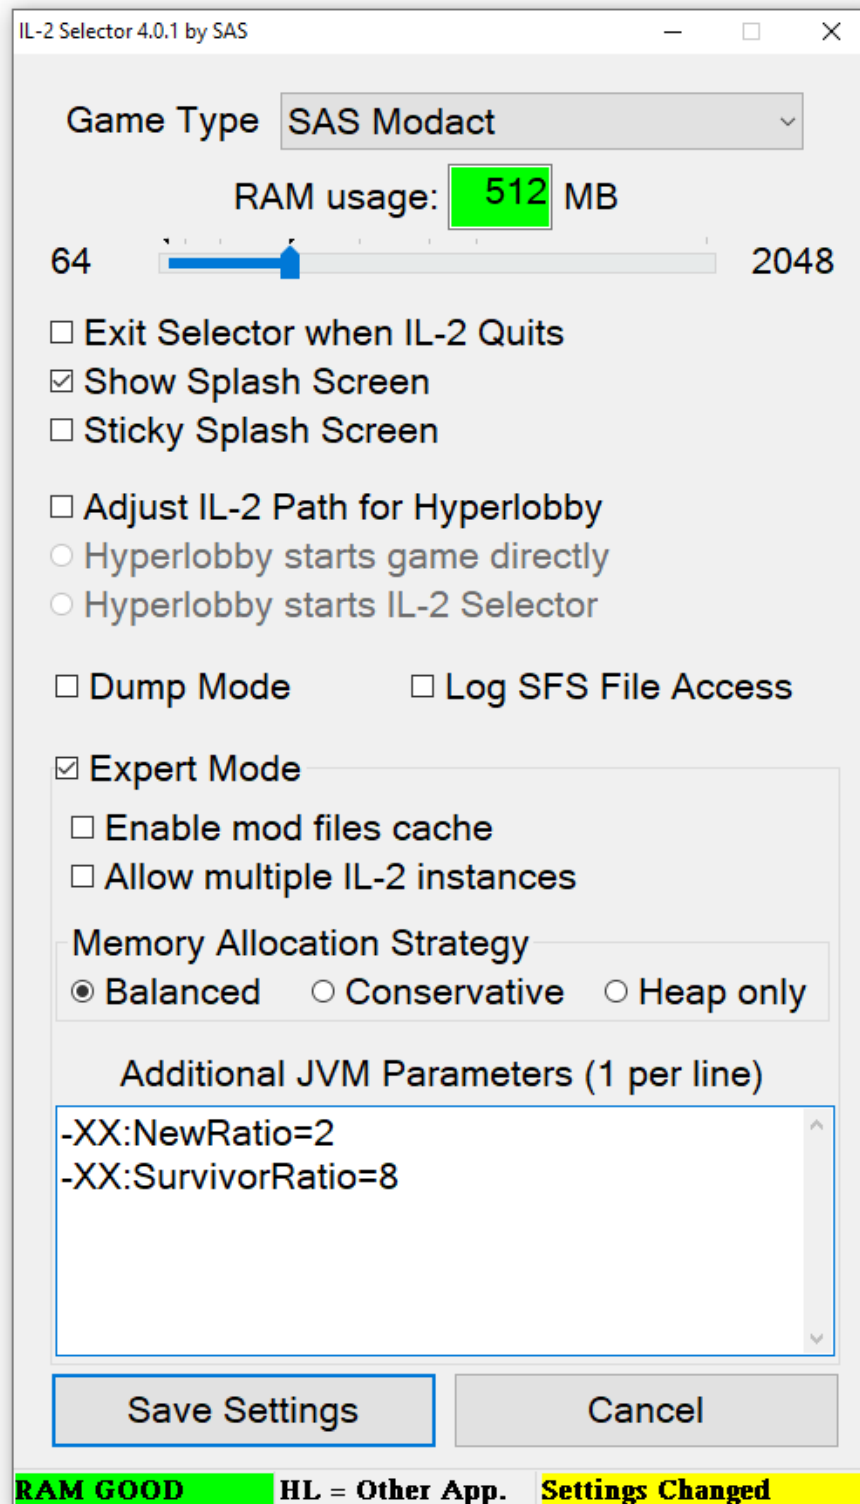 IL-2 Selector 4.0.1 by SAS
Game Type SAS Modact
RAM usage: 512 MB
64 2048
Exit Selector when IL-2 Quits
Show Splash Screen
Sticky Splash Screen
Adjust IL-2 Path for Hyperlobby
Hyperlobby starts game directly
Hyperlobby starts IL-2 Selector
Dump Mode Log SFS File Access
Expert Mode
Enable mod files cache
Allow multiple IL-2 instances
Memory Allocation Strategy
Balanced Conservative Heap only
Additional JVM Parameters (1 per line)
-XX:NewRatio=2
-XX:SurvivorRatio=8
Save Settings Cancel
RAM GOOD HL = Other App. Settings Changed